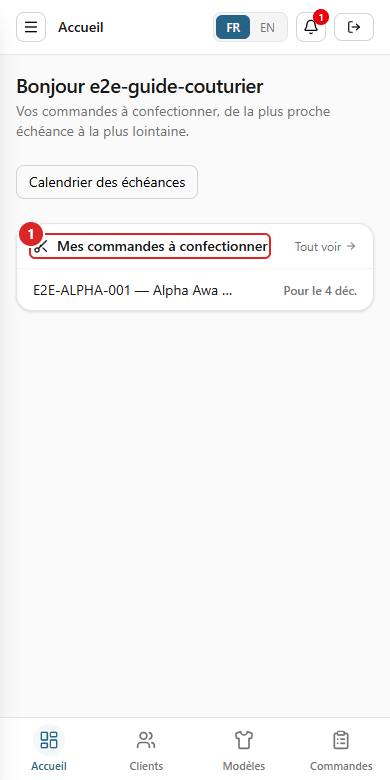 Accueil
FR
EN
1
Bonjour e2e-guide-couturier
Vos commandes à confectionner, de la plus proche
échéance à la plus lointaine.
Calendrier des échéances
1
Mes commandes à confectionner
Tout voir →
E2E-ALPHA-001 — Alpha Awa ...
Pour le 4 déc.
Accueil
Clients
Modèles
Commandes